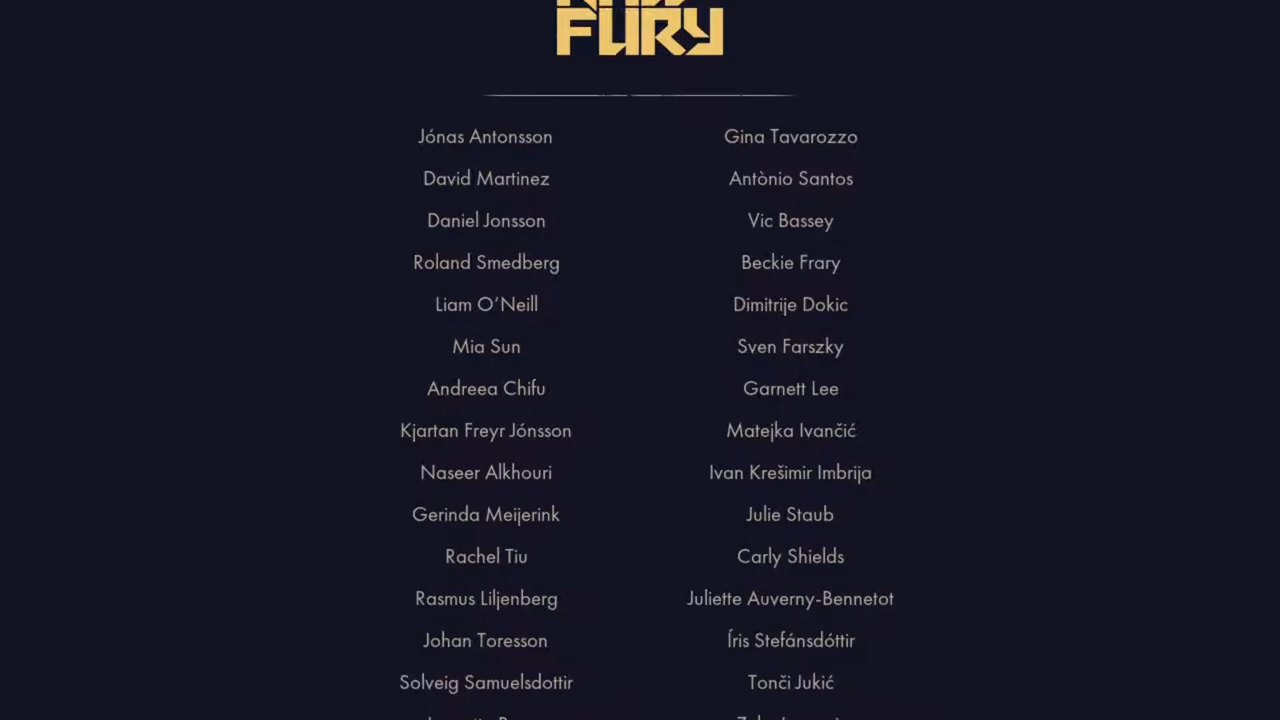 FURY
Jónas Antonsson Gina Tavarozzo
David Martinez Antònio Santos
Daniel Jonsson Vic Bassey
Roland Smedberg Beckie Frary
Liam O’Neill Dimitrije Dokic
Mia Sun Sven Farszky
Andreea Chifu Garnett Lee
Kjartan Freyr Jónsson Matejka Ivančić
Naseer Alkhouri Ivan Krešimir Imbrija
Gerinda Meijerink Julie Staub
Rachel Tiu Carly Shields
Rasmus Liljenberg Juliette Auverny-Bennetot
Johan Toresson Íris Stefánsdóttir
Solveig Samuelsdottir Tonči Jukić